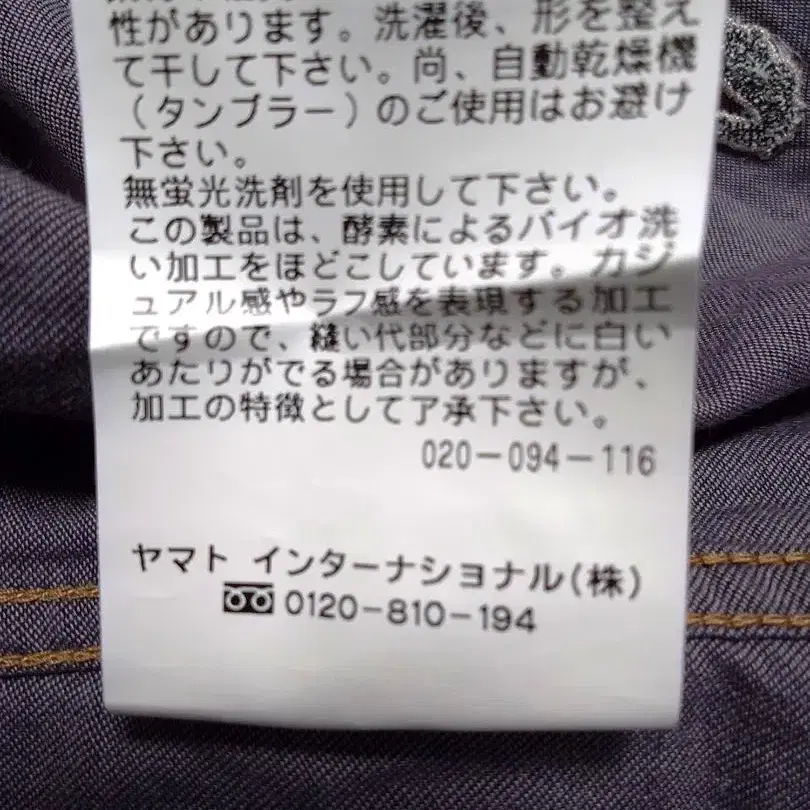 性があります。洗濯後、形を整え
て干して下さい。尚、自動乾燥機
(タンブラー)のご使用はお避け
下さい。
無蛍光洗剤を使用して下さい。
この製品は、酵素によるバイオ洗
い加工をほどこしています。カジ
ュアル感やラフ感を表現する加工
ですので、縫い代部分などに白い
あたりがでる場合がありますが、
加工の特徴として了承下さい。
020-094-116
ヤマト インターナショナル(株)
0120-810-194